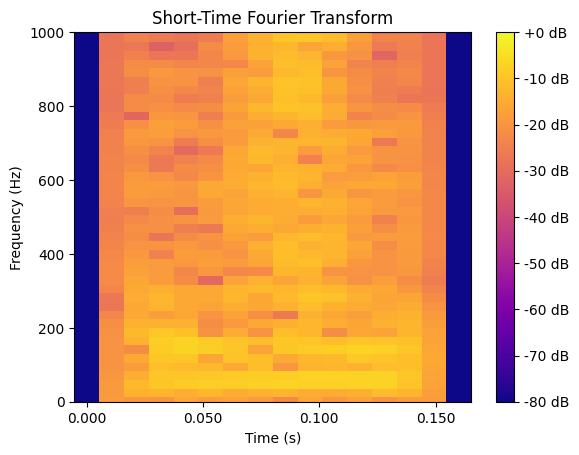 Short-Time Fourier Transform
1000
800
600
400
200
0
Frequency (Hz)
0.000
0.050
0.100
0.150
Time (s)
+0 dB
-10 dB
-20 dB
-30 dB
-40 dB
-50 dB
-60 dB
-70 dB
-80 dB